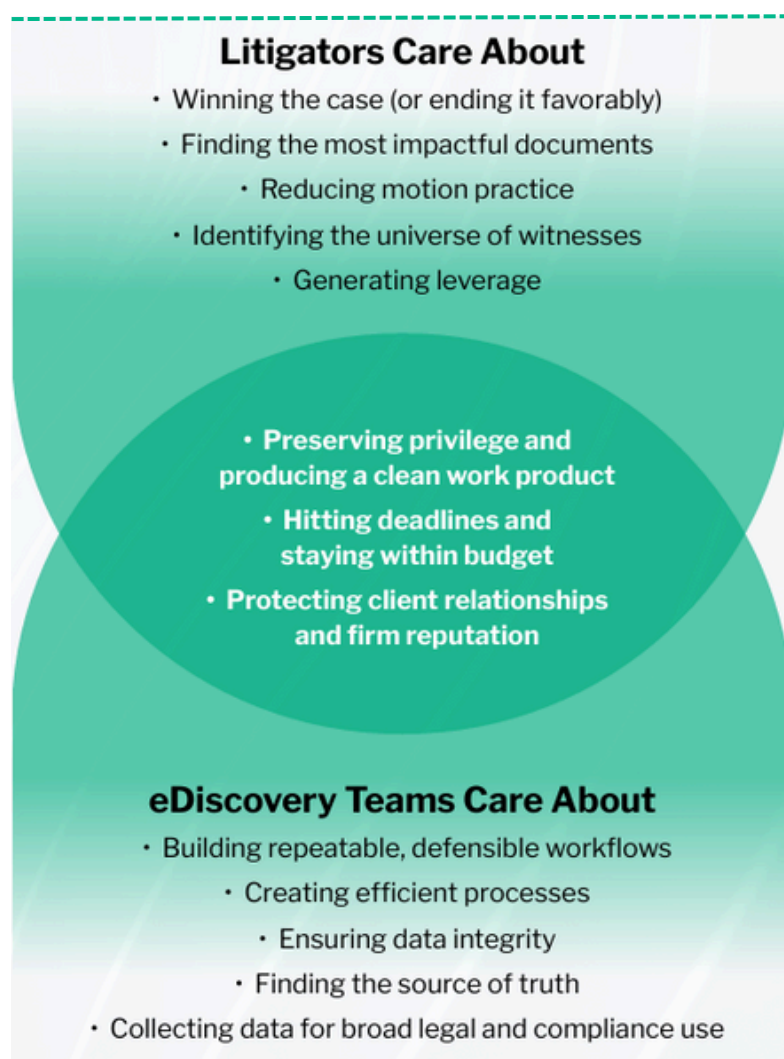 Litigators Care About
• Winning the case (or ending it favorably)
• Finding the most impactful documents
• Reducing motion practice
• Identifying the universe of witnesses
• Generating leverage
• Preserving privilege and
producing a clean work product
• Hitting deadlines and
staying within budget
• Protecting client relationships
and firm reputation
eDiscovery Teams Care About
• Building repeatable, defensible workflows
• Creating efficient processes
• Ensuring data integrity
• Finding the source of truth
• Collecting data for broad legal and compliance use